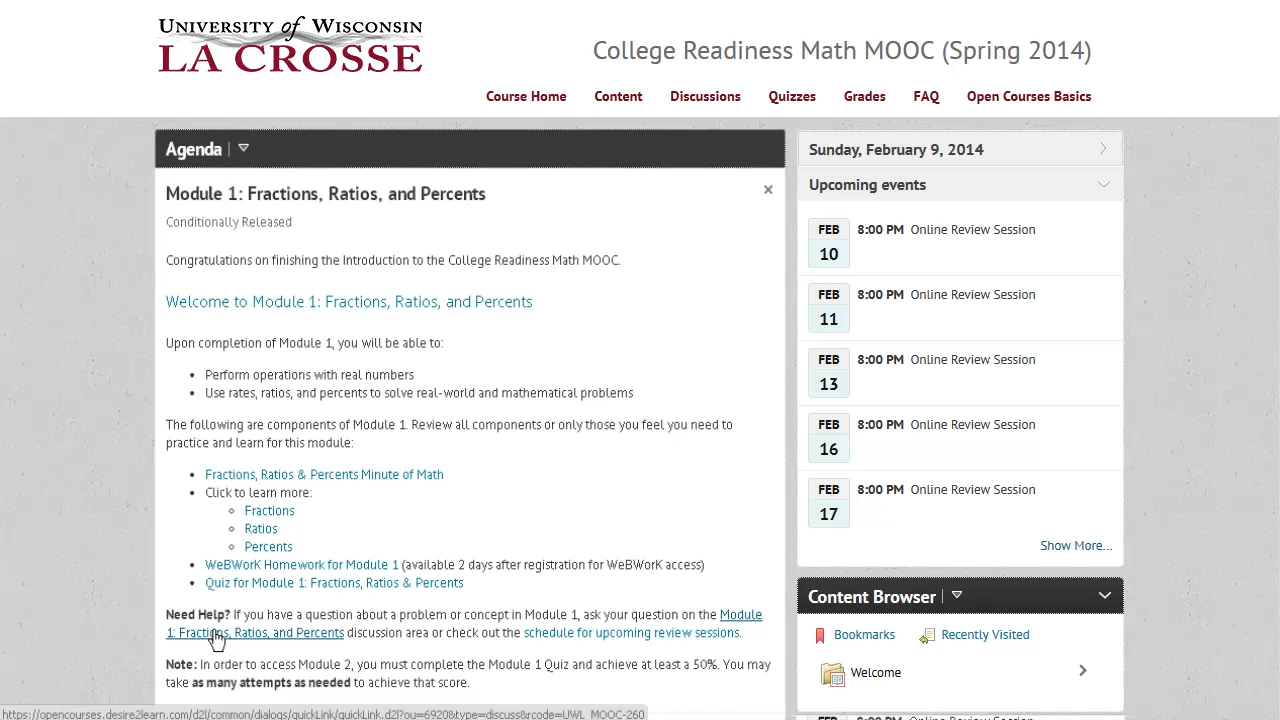 UNIVERSITY of WISCONSIN
LA CROSSE
College Readiness Math MOOC (Spring 2014)
Course Home Content Discussions Quizzes Grades FAQ Open Courses Basics
Agenda
Module 1: Fractions, Ratios, and Percents
Conditionally Released
Congratulations on finishing the Introduction to the College Readiness Math MOOC.
Welcome to Module 1: Fractions, Ratios, and Percents
Upon completion of Module 1, you will be able to:
Perform operations with real numbers
Use rates, ratios, and percents to solve real-world and mathematical problems
The following are components of Module 1. Review all components or only those you feel you need to
practice and learn for this module:
Fractions, Ratios & Percents Minute of Math
Click to learn more:
Fractions
Ratios
Percents
WeBWorK Homework for Module 1 (available 2 days after registration for WeBWorK access)
Quiz for Module 1: Fractions, Ratios & Percents
Need Help? If you have a question about a problem or concept in Module 1, ask your question on the Module
1: Fractions, Ratios, and Percents discussion area or check out the schedule for upcoming review sessions.
Note: In order to access Module 2, you must complete the Module 1 Quiz and achieve at least a 50%. You may
take as many attempts as needed to achieve that score.
https://opencourses.desire2learn.com/d2l/common/dialogs/quickLink/quickLink.d2l?ou=6920&type=discuss&rcode=UWL_MOOC-260
Sunday, February 9, 2014
Upcoming events
FEB 10 8:00 PM Online Review Session
FEB 11 8:00 PM Online Review Session
FEB 13 8:00 PM Online Review Session
FEB 16 8:00 PM Online Review Session
FEB 17 8:00 PM Online Review Session
Show More...
Content Browser
Bookmarks Recently Visited
Welcome